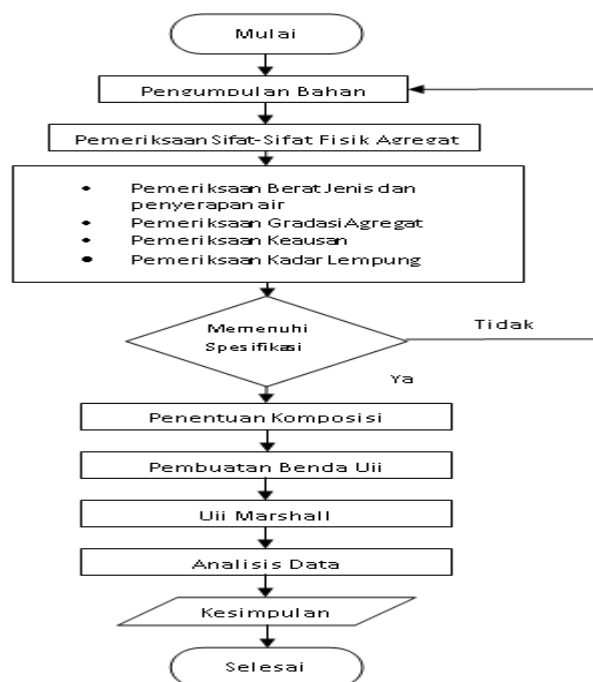 Mulai
Pengumpulan Bahan
Pemeriksaan Sifat-Sifat Fisik Agregat
• Pemeriksaan Berat Jenis dan
penyerapan air
• Pemeriksaan Gradasi Agregat
• Pemeriksaan Keausan
• Pemeriksaan Kadar Lempung
Memenuhi
Spesifikasi
Tidak
Ya
Penentuan Komposisi
Pembuatan Benda Uji
Uji Marshall
Analisis Data
Kesimpulan
Selesai